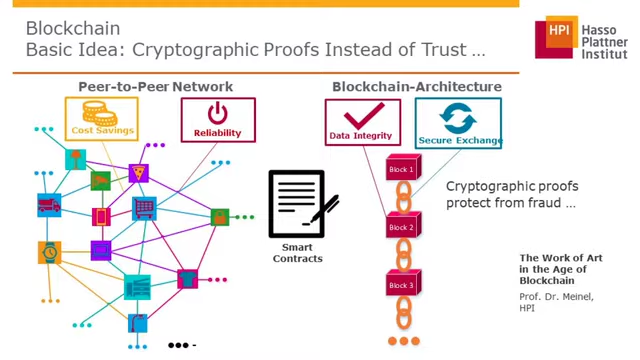 Blockchain
Basic Idea: Cryptographic Proofs Instead of Trust …
HPI
Hasso
Plattner
Institut
Peer-to-Peer Network
Blockchain-Architecture
Cost Savings
Reliability
Data Integrity
Secure Exchange
Block 1
Block 2
Block 3
Smart
Contracts
Cryptographic proofs
protect from fraud …
The Work of Art
in the Age of
Blockchain
Prof. Dr. Meinel,
HPI